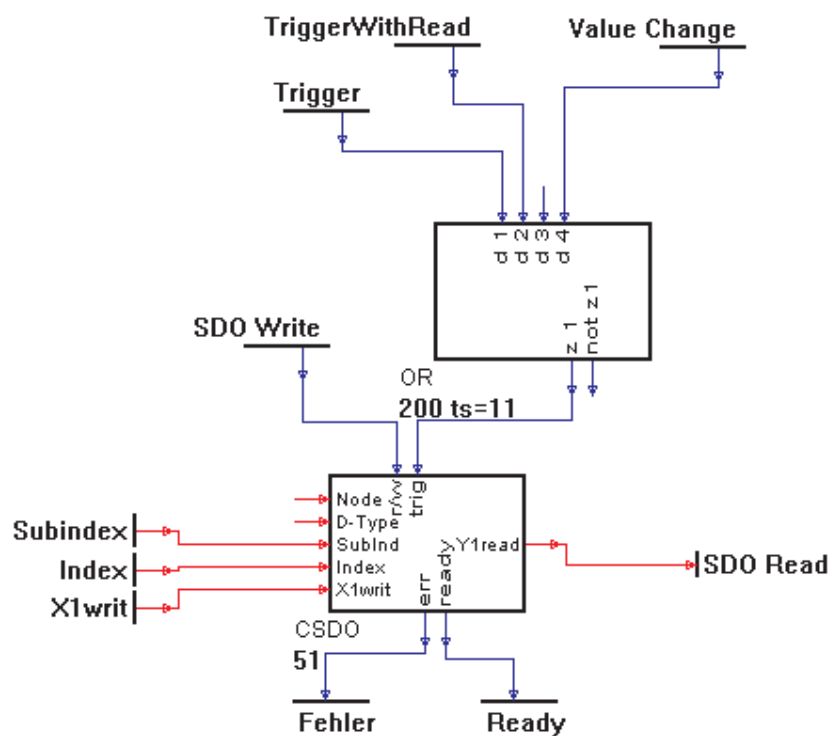 TriggerWithRead
Value Change
Trigger
d 1
d 2
d 3
d 4
z 1
not z1
SDO Write
OR
200 ts=11
r/w
trig
Node
D-Type
SubInd
Index
X1writ
Y1read
err
ready
Subindex
Index
X1writ
SDO Read
CSDO
51
Fehler
Ready